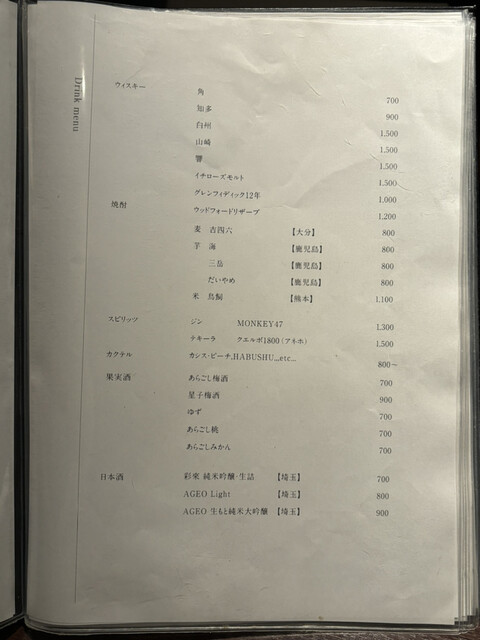 Drink menu
ウィスキー 角 700
知多 900
白州 1,500
山崎 1,500
響 1,500
イチローズモルト 1,500
グレンフィディック12年 1,000
ウッドフォードリザーブ 1,200
焼酎 麦 吉四六 【大分】 800
芋 海 【鹿児島】 800
三岳 【鹿児島】 800
だいやめ 【鹿児島】 800
米 鳥飼 【熊本】 1,100
スピリッツ ジン MONKEY47 1,300
テキーラ クエルボ1800(アネホ) 1,500
カクテル カシス・ピーチ,HABUSHU...etc... 800~
果実酒 あらごし梅酒 700
星子梅酒 900
ゆず 700
あらごし桃 700
あらごしみかん 700
日本酒 彩來 純米吟醸・生詰 【埼玉】 700
AGEO Light 【埼玉】 800
AGEO 生もと純米大吟醸 【埼玉】 900